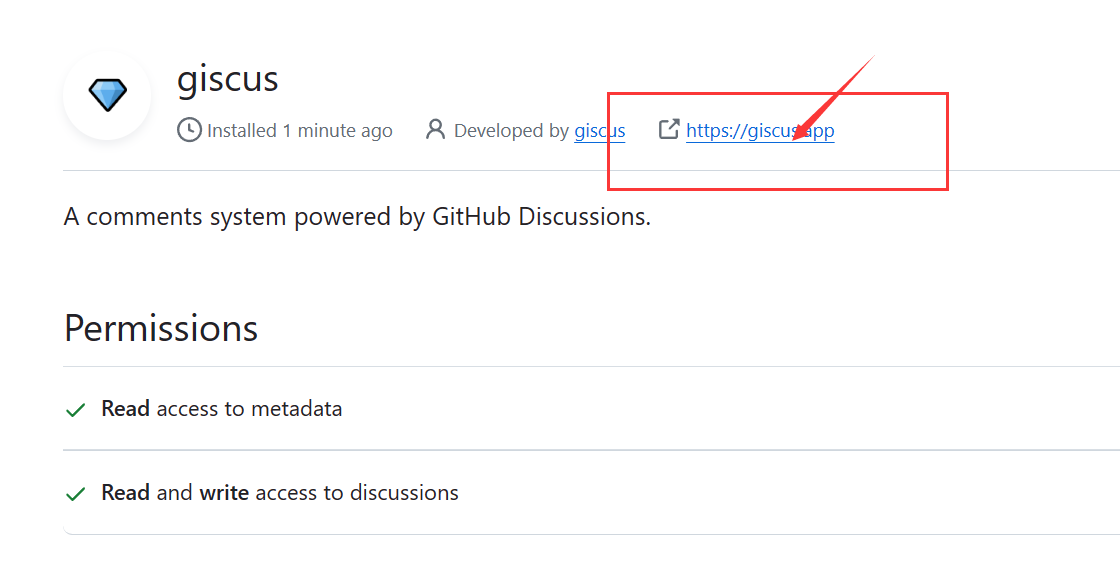 giscus
Installed 1 minute ago Developed by giscus https://giscus.app
A comments system powered by GitHub Discussions.
Permissions
Read access to metadata
Read and write access to discussions